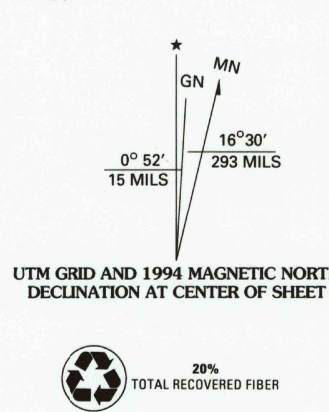 ★
MN
GN
16°30′
0° 52′
293 MILS
15 MILS
UTM GRID AND 1994 MAGNETIC NORT
DECLINATION AT CENTER OF SHEET
20%
TOTAL RECOVERED FIBER